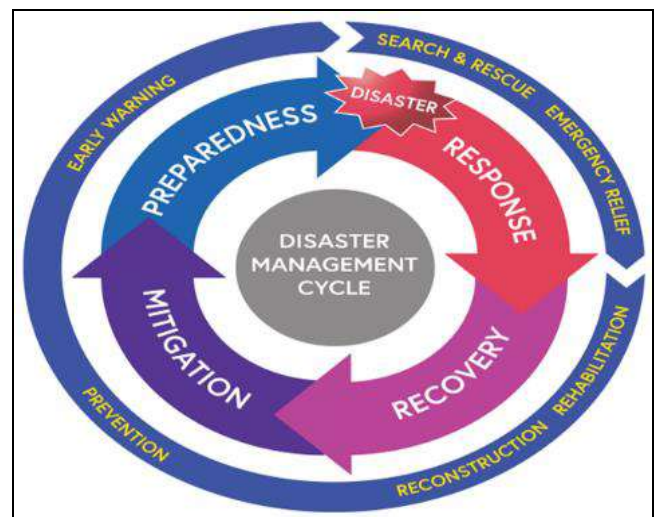 DISASTER
MANAGEMENT
CYCLE
PREPAREDNESS
DISASTER
RESPONSE
RECOVERY
MITIGATION
EARLY WARNING
SEARCH & RESCUE
EMERGENCY RELIEF
REHABILITATION
RECONSTRUCTION
PREVENTION